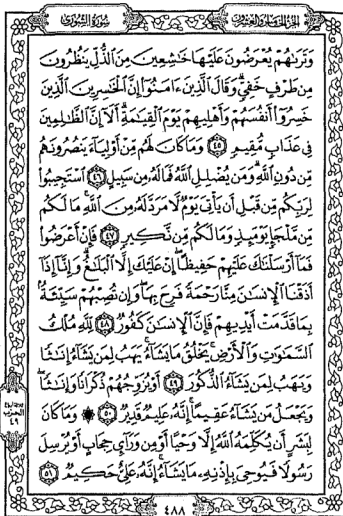 الجزء الخامس والعشرون
سورة الشورى
وَتَرَىٰهُمْ يُعْرَضُونَ عَلَيْهَا خَٰشِعِينَ مِنَ ٱلذُّلِّ يَنظُرُونَ
مِن طَرْفٍ خَفِىٍّ وَقَالَ ٱلَّذِينَ ءَامَنُوٓا۟ إِنَّ ٱلْخَٰسِرِينَ ٱلَّذِينَ
خَسِرُوٓا۟ أَنفُسَهُمْ وَأَهْلِيهِمْ يَوْمَ ٱلْقِيَٰمَةِ أَلَآ إِنَّ ٱلظَّٰلِمِينَ
فِى عَذَابٍ مُّقِيمٍ ٤٥ وَمَا كَانَ لَهُم مِّنْ أَوْلِيَآءَ يَنصُرُونَهُم
مِّن دُونِ ٱللَّهِ وَمَن يُضْلِلِ ٱللَّهُ فَمَا لَهُۥ مِن سَبِيلٍ ٤٦ ٱسْتَجِيبُوا۟
لِرَبِّكُم مِّن قَبْلِ أَن يَأْتِىَ يَوْمٌ لَّا مَرَدَّ لَهُۥ مِنَ ٱللَّهِ مَا لَكُم
مِّن مَّلْجَإٍ يَوْمَئِذٍ وَمَا لَكُم مِّن نَّكِيرٍ ٤٧ فَإِنْ أَعْرَضُوا۟
فَمَآ أَرْسَلْنَٰكَ عَلَيْهِمْ حَفِيظًا إِنْ عَلَيْكَ إِلَّا ٱلْبَلَٰغُ وَإِنَّآ إِذَآ
أَذَقْنَا ٱلْإِنسَٰنَ مِنَّا رَحْمَةً فَرِحَ بِهَا وَإِن تُصِبْهُمْ سَيِّئَةٌۢ
بِمَا قَدَّمَتْ أَيْدِيهِمْ فَإِنَّ ٱلْإِنسَٰنَ كَفُورٌ ٤٨ لِّلَّهِ مُلْكُ
ٱلسَّمَٰوَٰتِ وَٱلْأَرْضِ يَخْلُقُ مَا يَشَآءُ يَهَبُ لِمَن يَشَآءُ إِنَٰثًا
وَيَهَبُ لِمَن يَشَآءُ ٱلذُّكُورَ ٤٩ أَوْ يُزَوِّجُهُمْ ذُكْرَانًا وَإِنَٰثًا
وَيَجْعَلُ مَن يَشَآءُ عَقِيمًا إِنَّهُۥ عَلِيمٌ قَدِيرٌ ٥٠ ۞ وَمَا كَانَ
لِبَشَرٍ أَن يُكَلِّمَهُ ٱللَّهُ إِلَّا وَحْيًا أَوْ مِن وَرَآئِ حِجَابٍ أَوْ يُرْسِلَ
رَسُولًا فَيُوحِىَ بِإِذْنِهِۦ مَا يَشَآءُ إِنَّهُۥ عَلِىٌّ حَكِيمٌ ٥١
الحزب
٤٩
٤٨٨